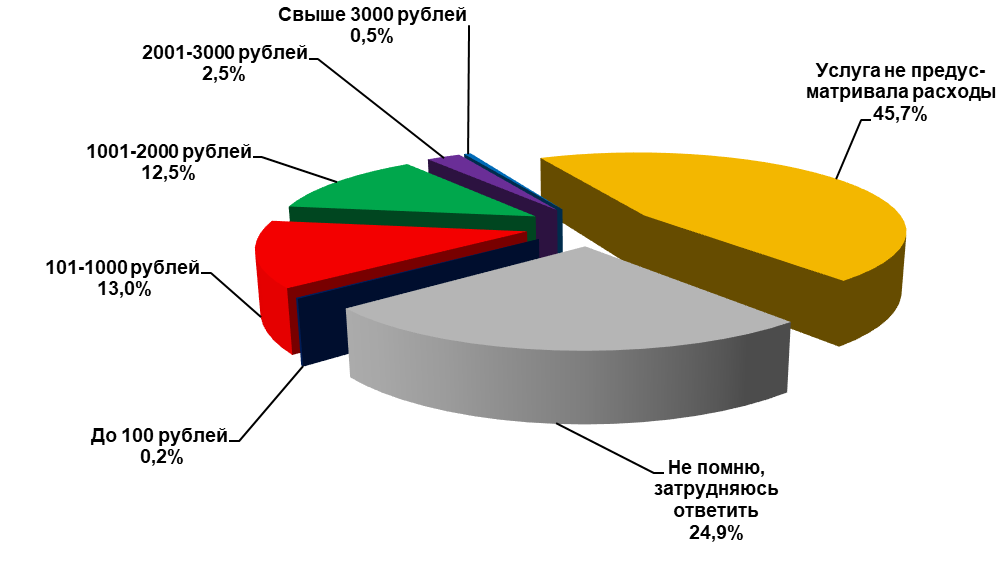 Свыше 3000 рублей
0,5%
2001-3000 рублей
2,5%
Услуга не предус-
матривала расходы
45,7%
1001-2000 рублей
12,5%
101-1000 рублей
13,0%
До 100 рублей
0,2%
Не помню,
затрудняюсь
ответить
24,9%